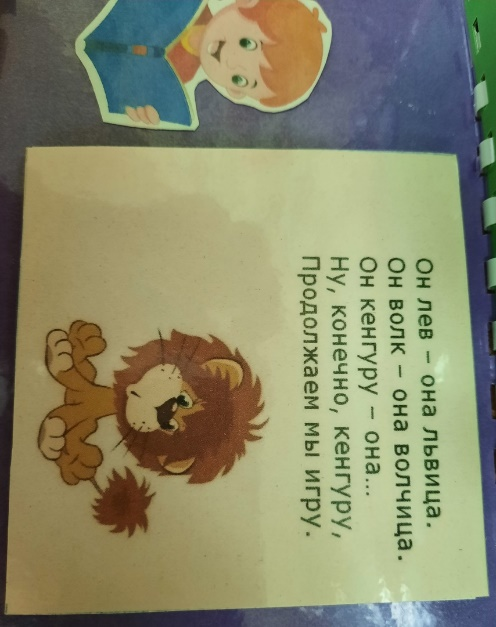 Он лев – она львица.
Он волк – она волчица.
Он кенгуру – она...
Ну, конечно, кенгуру,
Продолжаем мы игру.